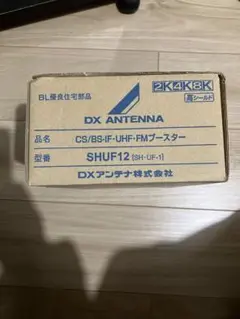 2K4K8K
BL優良住宅部品
高シールド
DX ANTENNA
品名 CS/BS-IF・UHF・FMブースター
型番 SHUF12 (SH・UF-1)
DXアンテナ株式会社